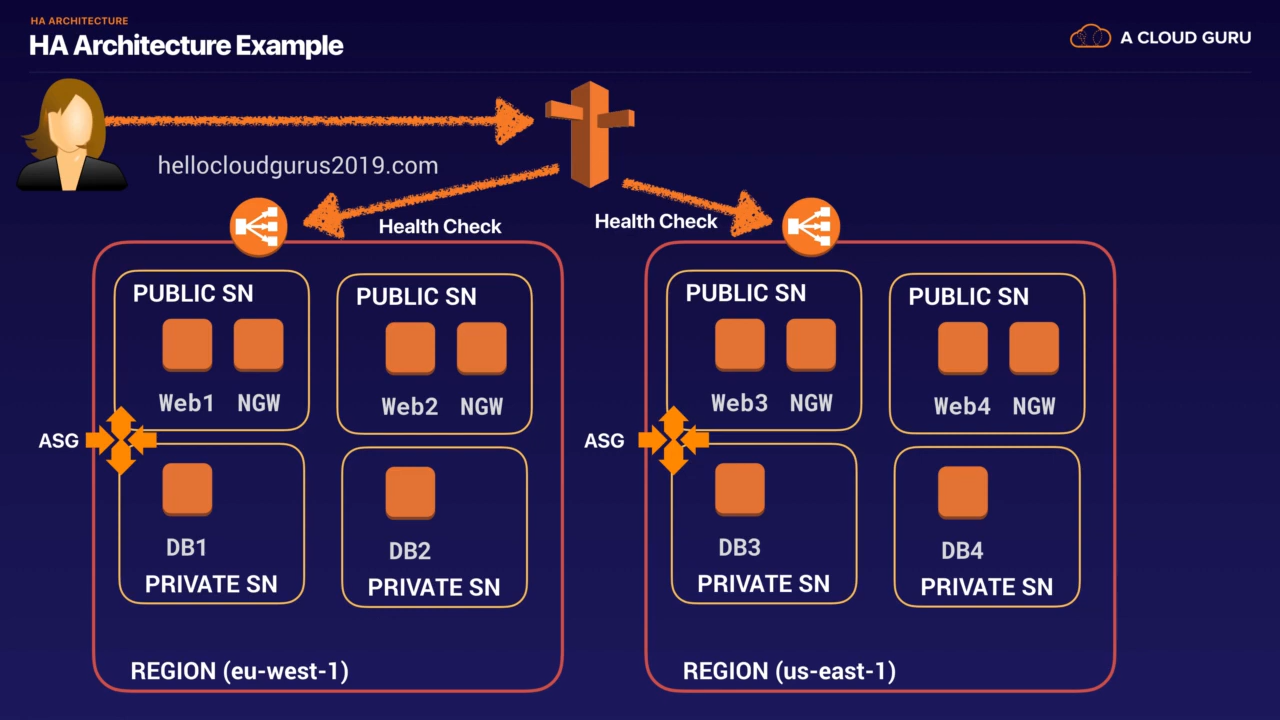 HA ARCHITECTURE
HA Architecture Example
A CLOUD GURU
hellocloudgurus2019.com
Health Check
Health Check
PUBLIC SN
PUBLIC SN
Web1 NGW
Web2 NGW
ASG
DB1
DB2
PRIVATE SN
PRIVATE SN
REGION (eu-west-1)
PUBLIC SN
PUBLIC SN
Web3 NGW
Web4 NGW
ASG
DB3
DB4
PRIVATE SN
PRIVATE SN
REGION (us-east-1)